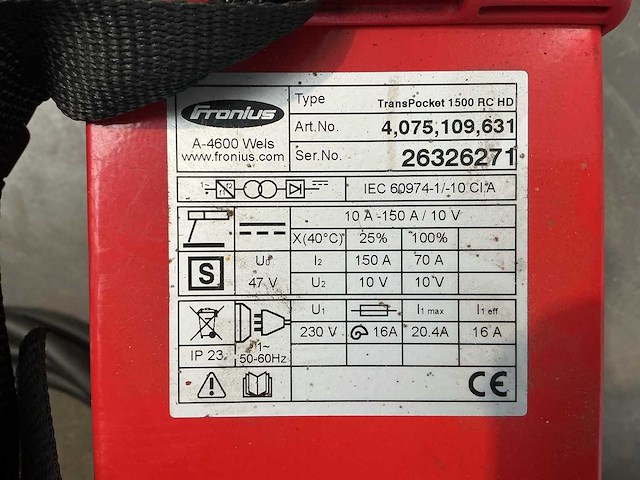 Fronius
A-4600 Wels
www.fronius.com
Type TransPocket 1500 RC HD
Art.No. 4,075,109,631
Ser.No. 26326271
IEC 60974-1/-10 Cl.A
10 A -150 A / 10 V
X(40°C) 25% 100%
S U0 47 V
I2 150 A 70 A
U2 10 V 10 V
U1 I1 max I1 eff
230 V 16A 20.4A 16 A
IP 23 1~ 50-60Hz
CE